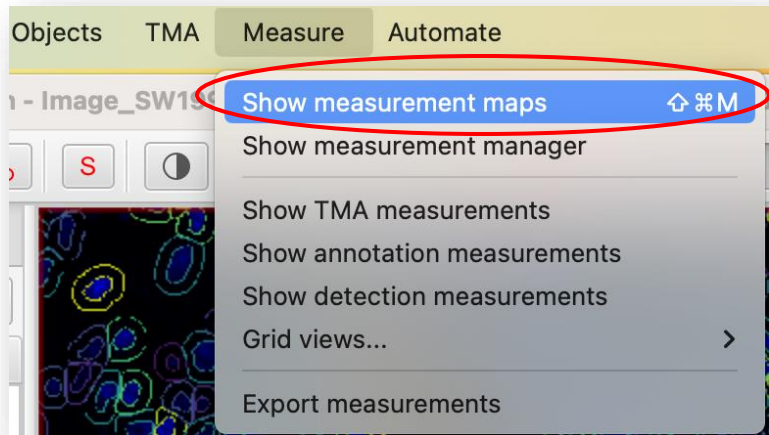 Objects TMA Measure Automate
- Image_SW199
Show measurement maps ⇧⌘M
S
Show measurement manager
Show TMA measurements
Show annotation measurements
Show detection measurements
Grid views...
Export measurements